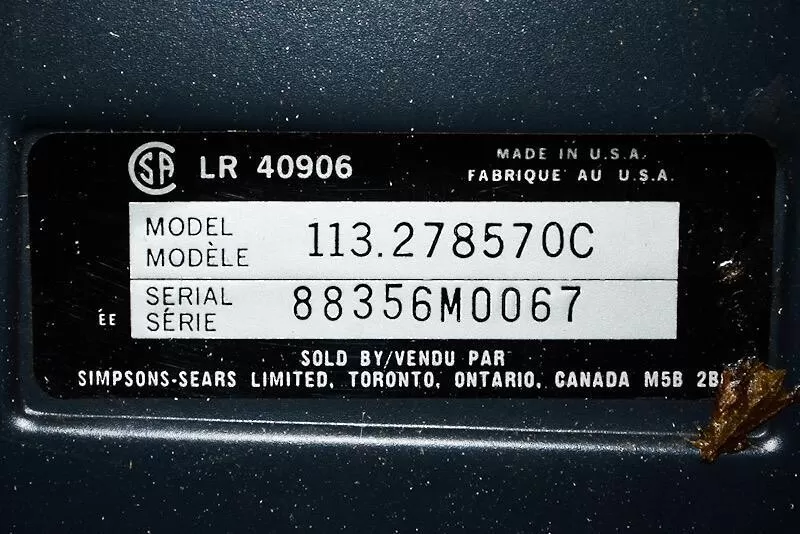 CSA LR 40906
MADE IN U.S.A.
FABRIQUE AU U.S.A.
MODEL
MODÈLE
113.278570C
SERIAL
SÉRIE
88356M0067
ÉE
SOLD BY/VENDU PAR
SIMPSONS-SEARS LIMITED, TORONTO, ONTARIO, CANADA M5B